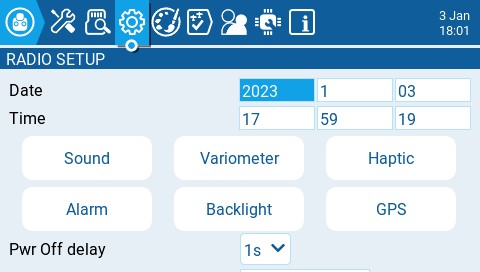 3 Jan
18:01
RADIO SETUP
Date 2023 1 03
Time 17 59 19
Sound Variometer Haptic
Alarm Backlight GPS
Pwr Off delay 1s